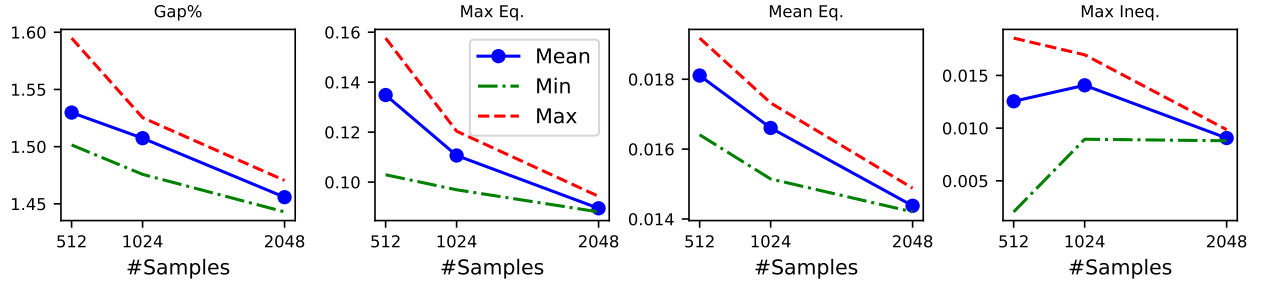 Gap%
1.60
1.55
1.50
1.45
512 1024 2048
#Samples
Max Eq.
0.16
0.14
0.12
0.10
Mean
Min
Max
512 1024 2048
#Samples
Mean Eq.
0.018
0.016
0.014
512 1024 2048
#Samples
Max Ineq.
0.015
0.010
0.005
512 1024 2048
#Samples